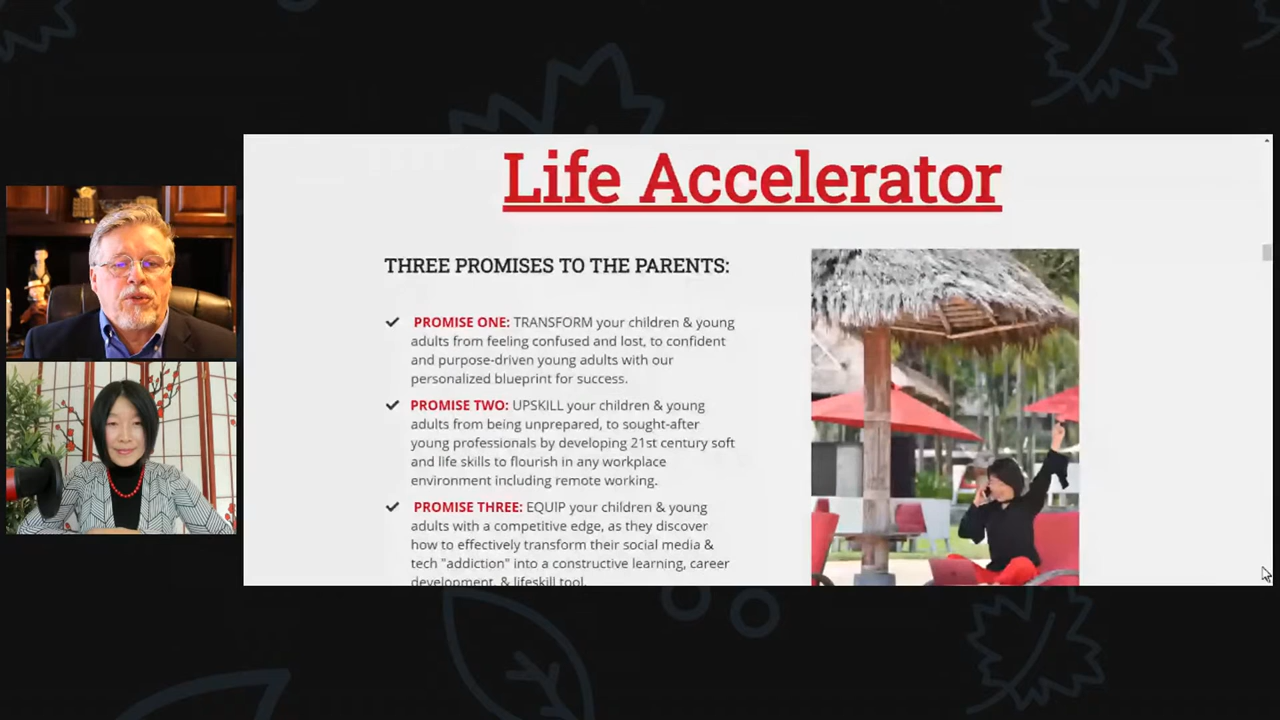 Life Accelerator
THREE PROMISES TO THE PARENTS:
PROMISE ONE: TRANSFORM your children & young
adults from feeling confused and lost, to confident
and purpose-driven young adults with our
personalized blueprint for success.
PROMISE TWO: UPSKILL your children & young
adults from being unprepared, to sought-after
young professionals by developing 21st century soft
and life skills to flourish in any workplace
environment including remote working.
PROMISE THREE: EQUIP your children & young
adults with a competitive edge, as they discover
how to effectively transform their social media &
tech "addiction" into a constructive learning, career
development, & lifeskill tool.